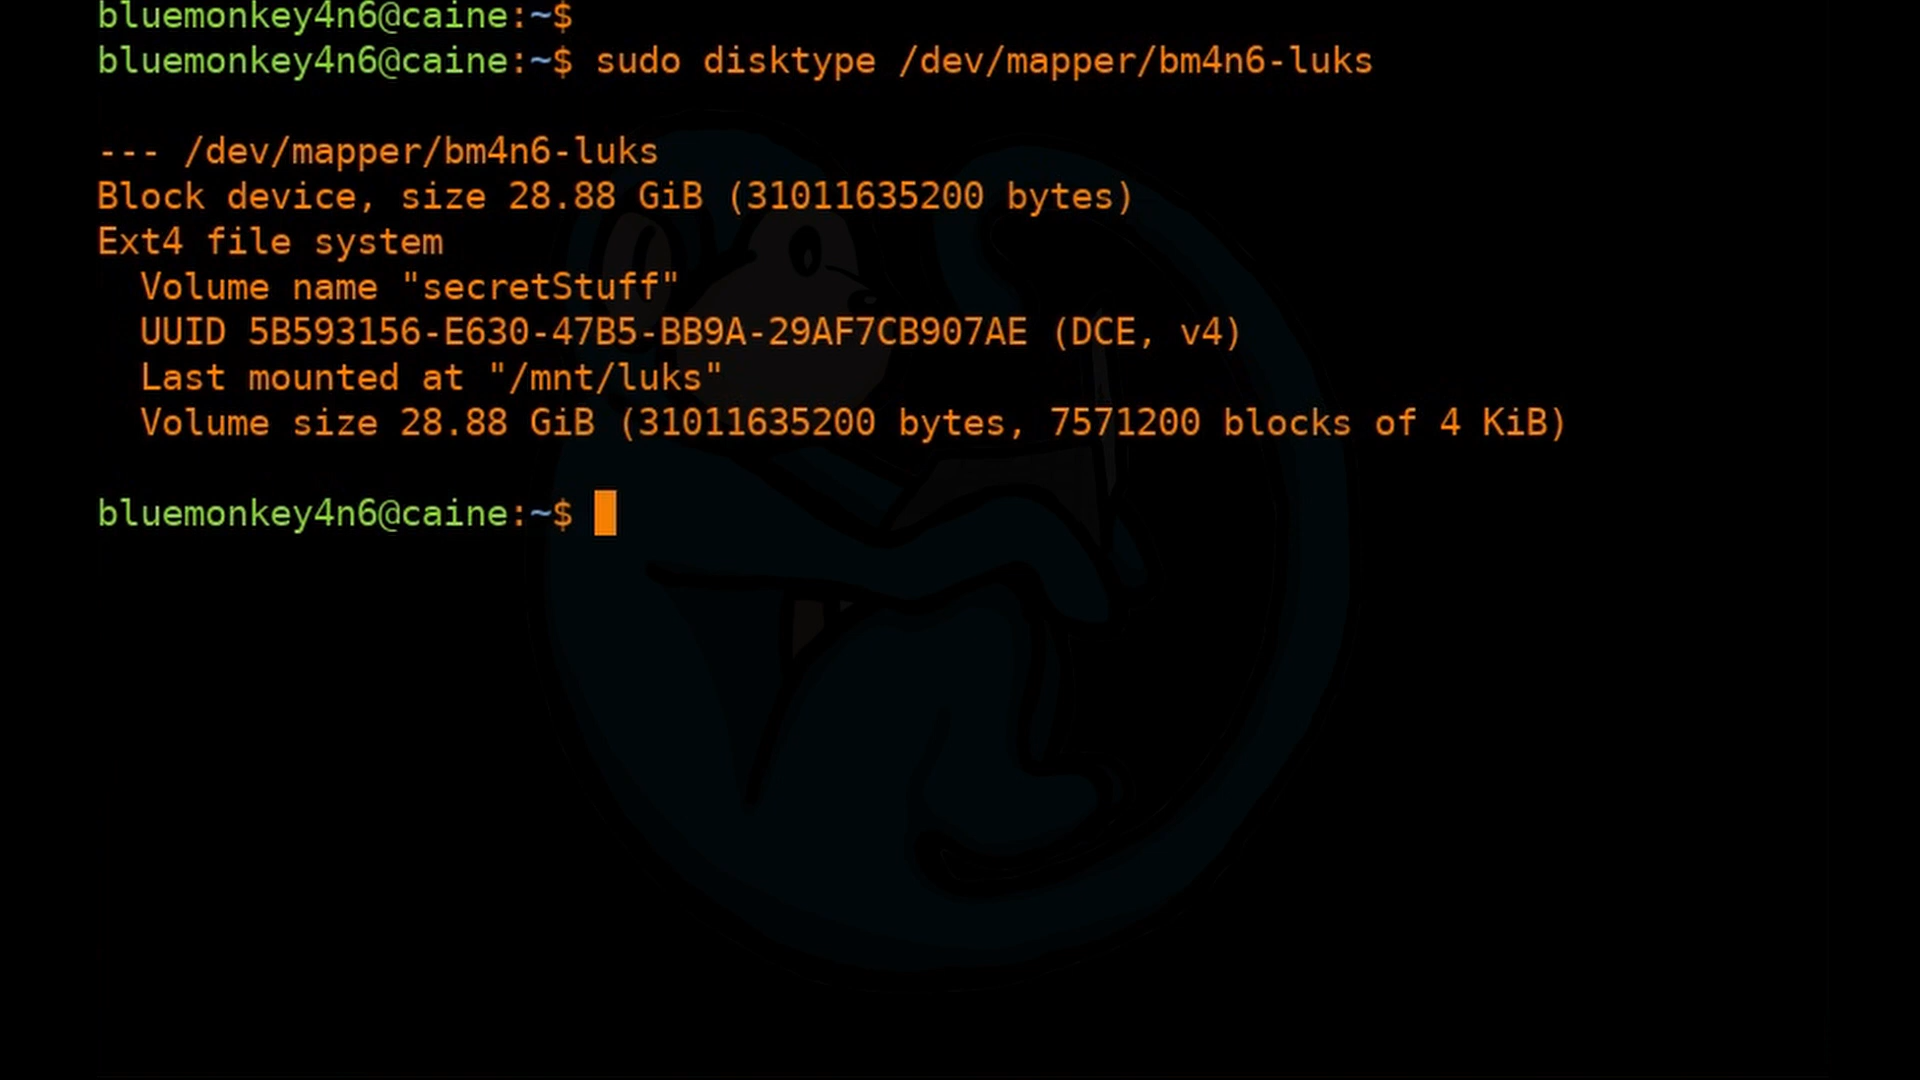 bluemonkey4n6@caine:~$
bluemonkey4n6@caine:~$ sudo disktype /dev/mapper/bm4n6-luks
--- /dev/mapper/bm4n6-luks
Block device, size 28.88 GiB (31011635200 bytes)
Ext4 file system
  Volume name "secretStuff"
  UUID 5B593156-E630-47B5-BB9A-29AF7CB907AE (DCE, v4)
  Last mounted at "/mnt/luks"
  Volume size 28.88 GiB (31011635200 bytes, 7571200 blocks of 4 KiB)
bluemonkey4n6@caine:~$